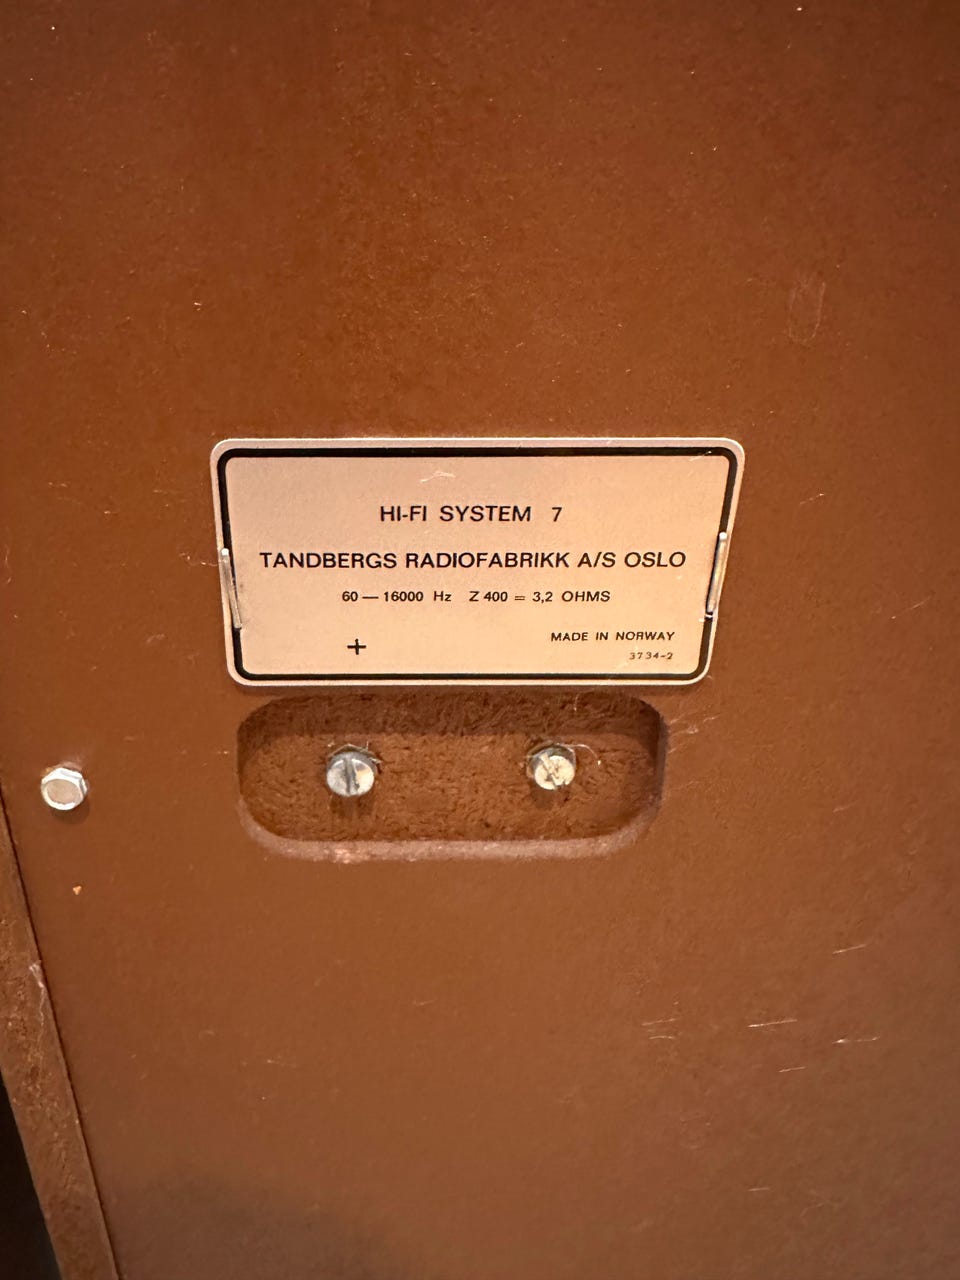 HI-FI SYSTEM 7
TANDBERGS RADIOFABRIKK A/S OSLO
60 — 16000 Hz Z 400 = 3,2 OHMS
+ MADE IN NORWAY
3734-2